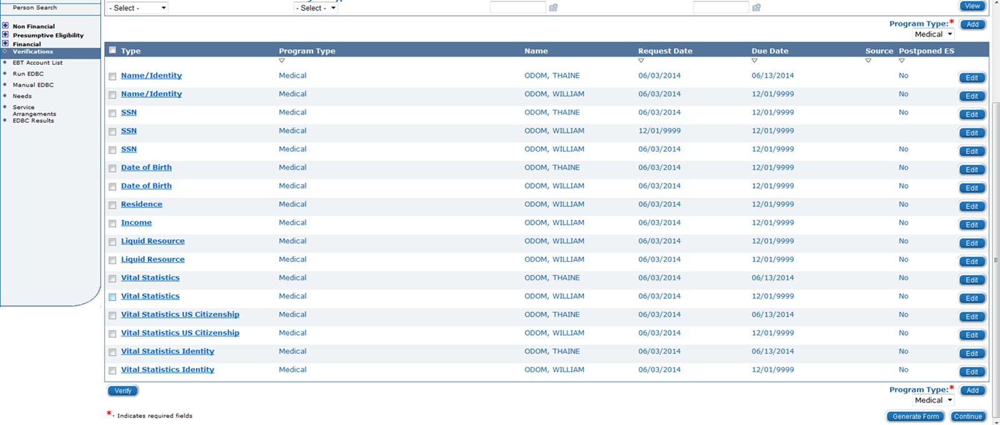 Person Search
Non Financial
Presumptive Eligibility
Financial
Verifications
EBT Account List
Run EDBC
Manual EDBC
Needs
Service
Arrangements
EDBC Results
- Select - - Select - View
Program Type:* Add
Medical
Type Program Type Name Request Date Due Date Source Postponed ES
Name/Identity Medical ODOM, THAINE 06/03/2014 06/13/2014 No Edit
Name/Identity Medical ODOM, WILLIAM 06/03/2014 12/01/9999 No Edit
SSN Medical ODOM, THAINE 06/03/2014 12/01/9999 No Edit
SSN Medical ODOM, WILLIAM 12/01/9999 12/01/9999 Edit
SSN Medical ODOM, WILLIAM 06/03/2014 12/01/9999 No Edit
Date of Birth Medical ODOM, THAINE 06/03/2014 12/01/9999 No Edit
Date of Birth Medical ODOM, WILLIAM 06/03/2014 12/01/9999 No Edit
Residence Medical ODOM, WILLIAM 06/03/2014 12/01/9999 No Edit
Income Medical ODOM, WILLIAM 06/03/2014 12/01/9999 No Edit
Liquid Resource Medical ODOM, WILLIAM 06/03/2014 12/01/9999 No Edit
Liquid Resource Medical ODOM, WILLIAM 06/03/2014 12/01/9999 No Edit
Vital Statistics Medical ODOM, THAINE 06/03/2014 06/13/2014 No Edit
Vital Statistics Medical ODOM, WILLIAM 06/03/2014 12/01/9999 No Edit
Vital Statistics US Citizenship Medical ODOM, THAINE 06/03/2014 06/13/2014 No Edit
Vital Statistics US Citizenship Medical ODOM, WILLIAM 06/03/2014 12/01/9999 No Edit
Vital Statistics Identity Medical ODOM, THAINE 06/03/2014 06/13/2014 No Edit
Vital Statistics Identity Medical ODOM, WILLIAM 06/03/2014 12/01/9999 No Edit
Verify Program Type:* Add
Medical
*- Indicates required fields Generate Form Continue